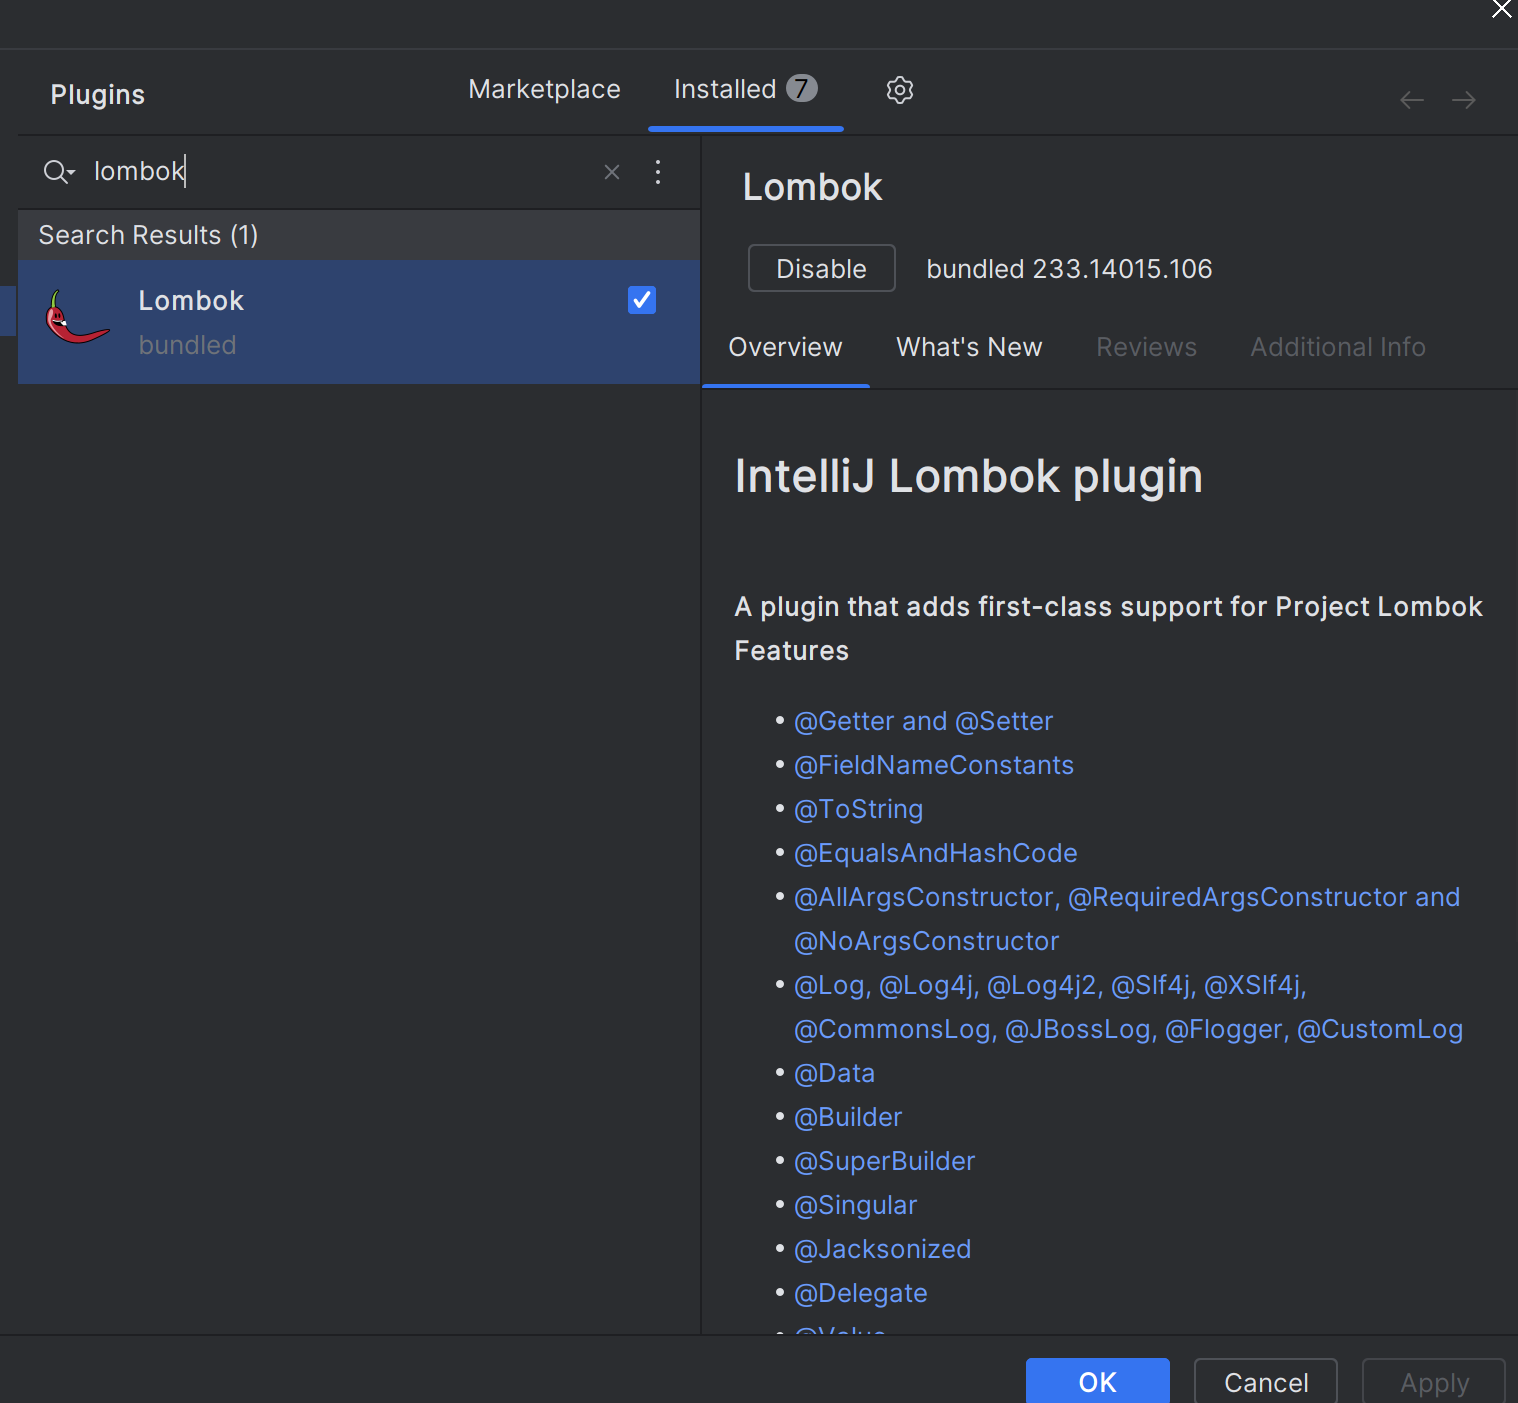 Plugins
Marketplace
Installed 7
lombok
Search Results (1)
Lombok
bundled
Lombok
Disable
bundled 233.14015.106
Overview
What's New
Reviews
Additional Info
IntelliJ Lombok plugin
A plugin that adds first-class support for Project Lombok
Features
• @Getter and @Setter
• @FieldNameConstants
• @ToString
• @EqualsAndHashCode
• @AllArgsConstructor, @RequiredArgsConstructor and
@NoArgsConstructor
• @Log, @Log4j, @Log4j2, @Slf4j, @XSlf4j,
@CommonsLog, @JBossLog, @Flogger, @CustomLog
• @Data
• @Builder
• @SuperBuilder
• @Singular
• @Jacksonized
• @Delegate
• @Value
OK
Cancel
Apply